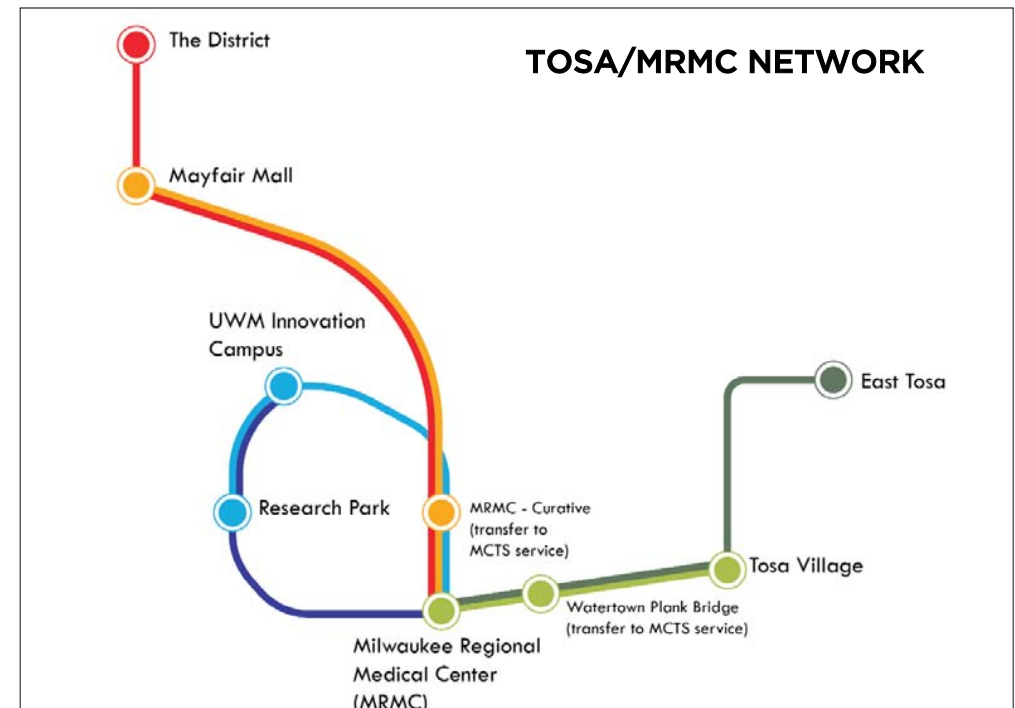 The District
TOSA/MRMC NETWORK
Mayfair Mall
UWM Innovation
Campus
East Tosa
Research Park
MRMC - Curative
(transfer to
MCTS service)
Tosa Village
Watertown Plank Bridge
(transfer to MCTS service)
Milwaukee Regional
Medical Center
(MRMC)